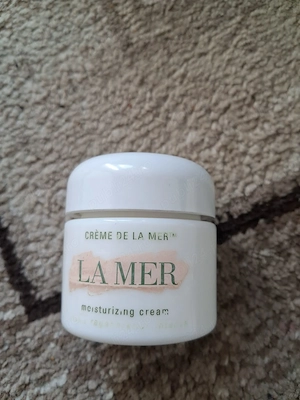 CRÈME DE LA MER™
LA MER
moisturizing cream